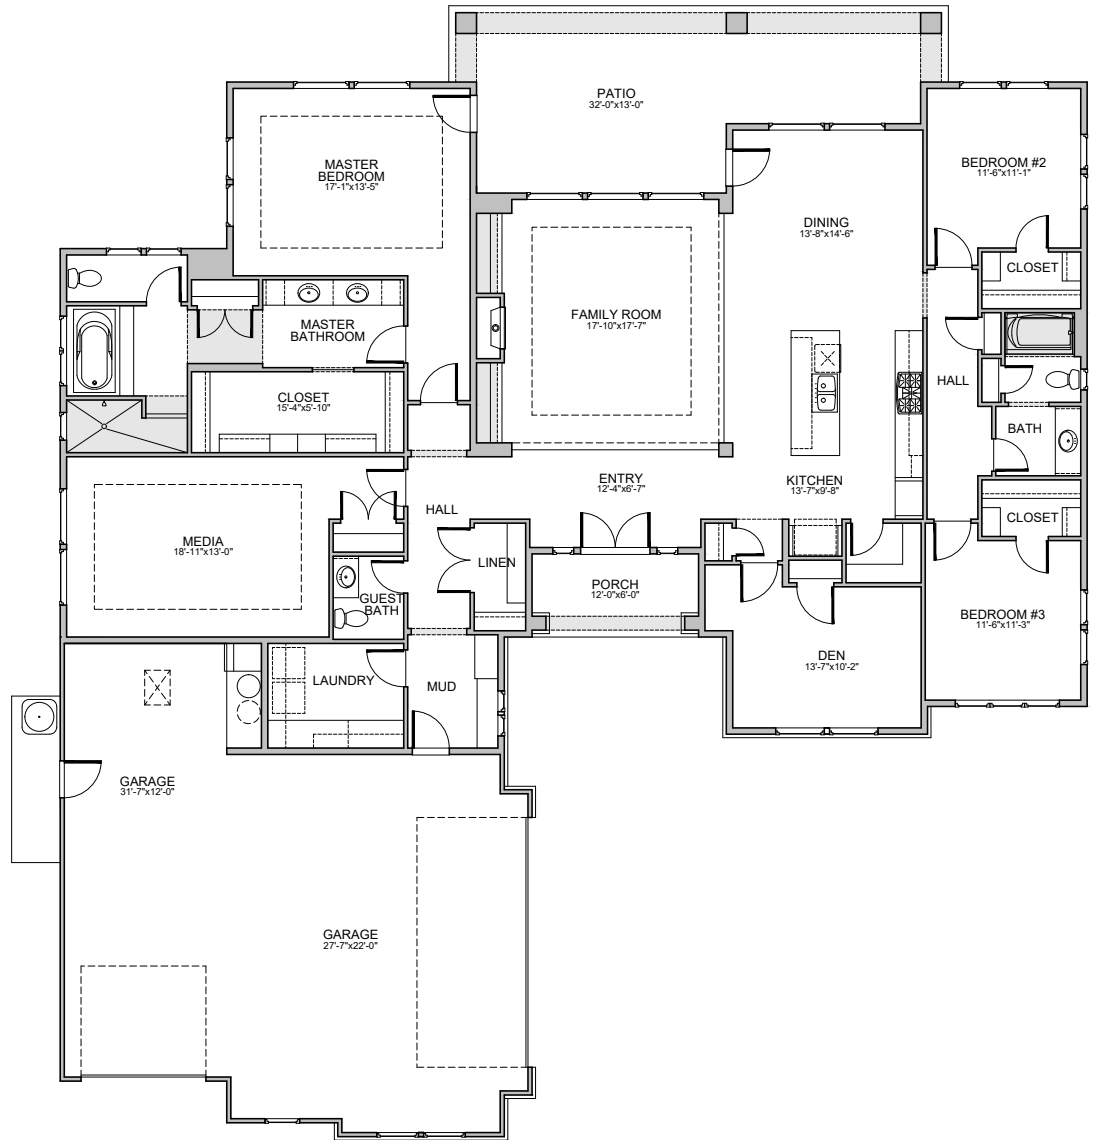 PATIO
32'-0"x13'-0"
MASTER
BEDROOM
17'-1"x13'-5"
BEDROOM #2
11'-6"x11'-1"
DINING
13'-8"x14'-6"
CLOSET
FAMILY ROOM
17'-10"x17'-7"
MASTER
BATHROOM
HALL
CLOSET
15'-4"x5'-10"
BATH
ENTRY
12'-4"x6'-7"
KITCHEN
13'-7"x9'-8"
HALL
CLOSET
MEDIA
18'-11"x13'-0"
LINEN
PORCH
12'-0"x6'-0"
GUEST
BATH
BEDROOM #3
11'-6"x11'-3"
DEN
13'-7"x10'-2"
LAUNDRY
MUD
GARAGE
31'-7"x12'-0"
GARAGE
27'-7"x22'-0"